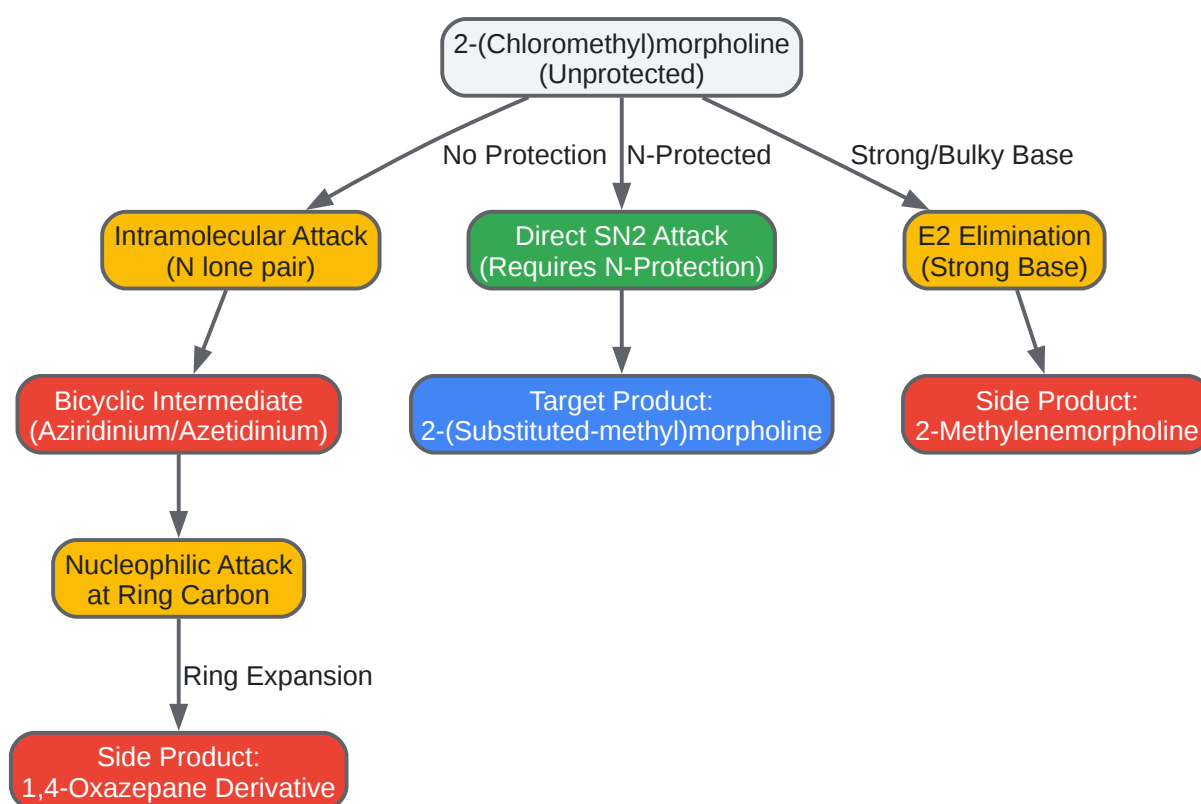 2-(Chloromethyl)morpholine
(Unprotected)
No Protection
N-Protected
Strong/Bulky Base
Intramolecular Attack
(N lone pair)
Direct SN2 Attack
(Requires N-Protection)
E2 Elimination
(Strong Base)
Bicyclic Intermediate
(Aziridinium/Azetidinium)
Target Product:
2-(Substituted-methyl)morpholine
Side Product:
2-Methylenemorpholine
Nucleophilic Attack
at Ring Carbon
Ring Expansion
Side Product:
1,4-Oxazepane Derivative